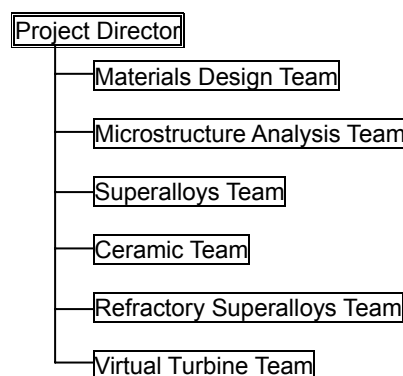 Project Director
Materials Design Team
Microstructure Analysis Team
Superalloys Team
Ceramic Team
Refractory Superalloys Team
Virtual Turbine Team